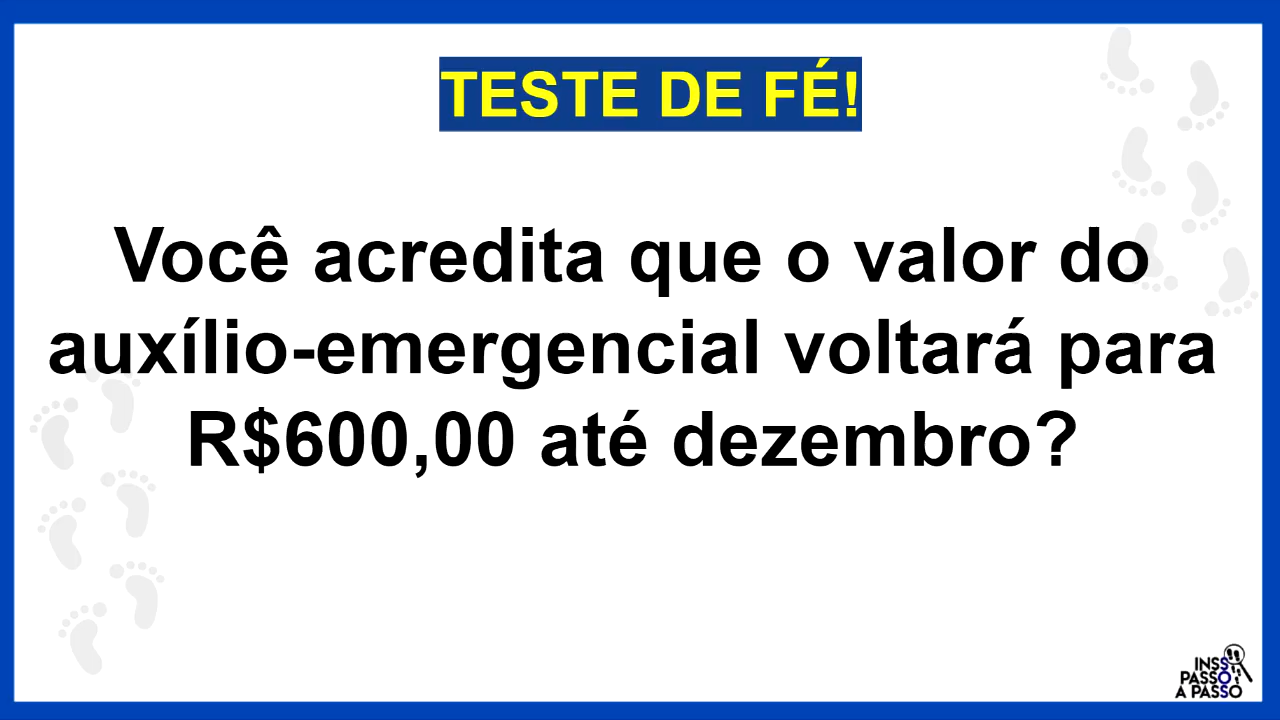 TESTE DE FÉ!
Você acredita que o valor do
auxílio-emergencial voltará para
R$600,00 até dezembro?
INSS
PASSO
A PASSO